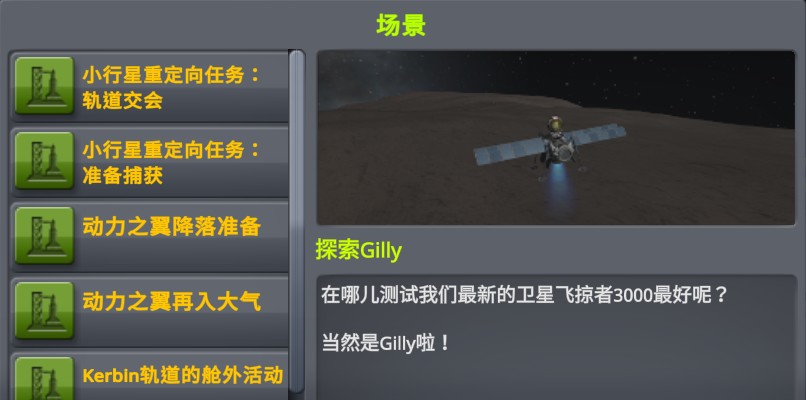 场景
小行星重定向任务：
轨道交会
小行星重定向任务：
准备捕获
动力之翼降落准备
动力之翼再入大气
Kerbin轨道的舱外活动
探索Gilly
在哪儿测试我们最新的卫星飞掠者3000最好呢？
当然是Gilly啦！